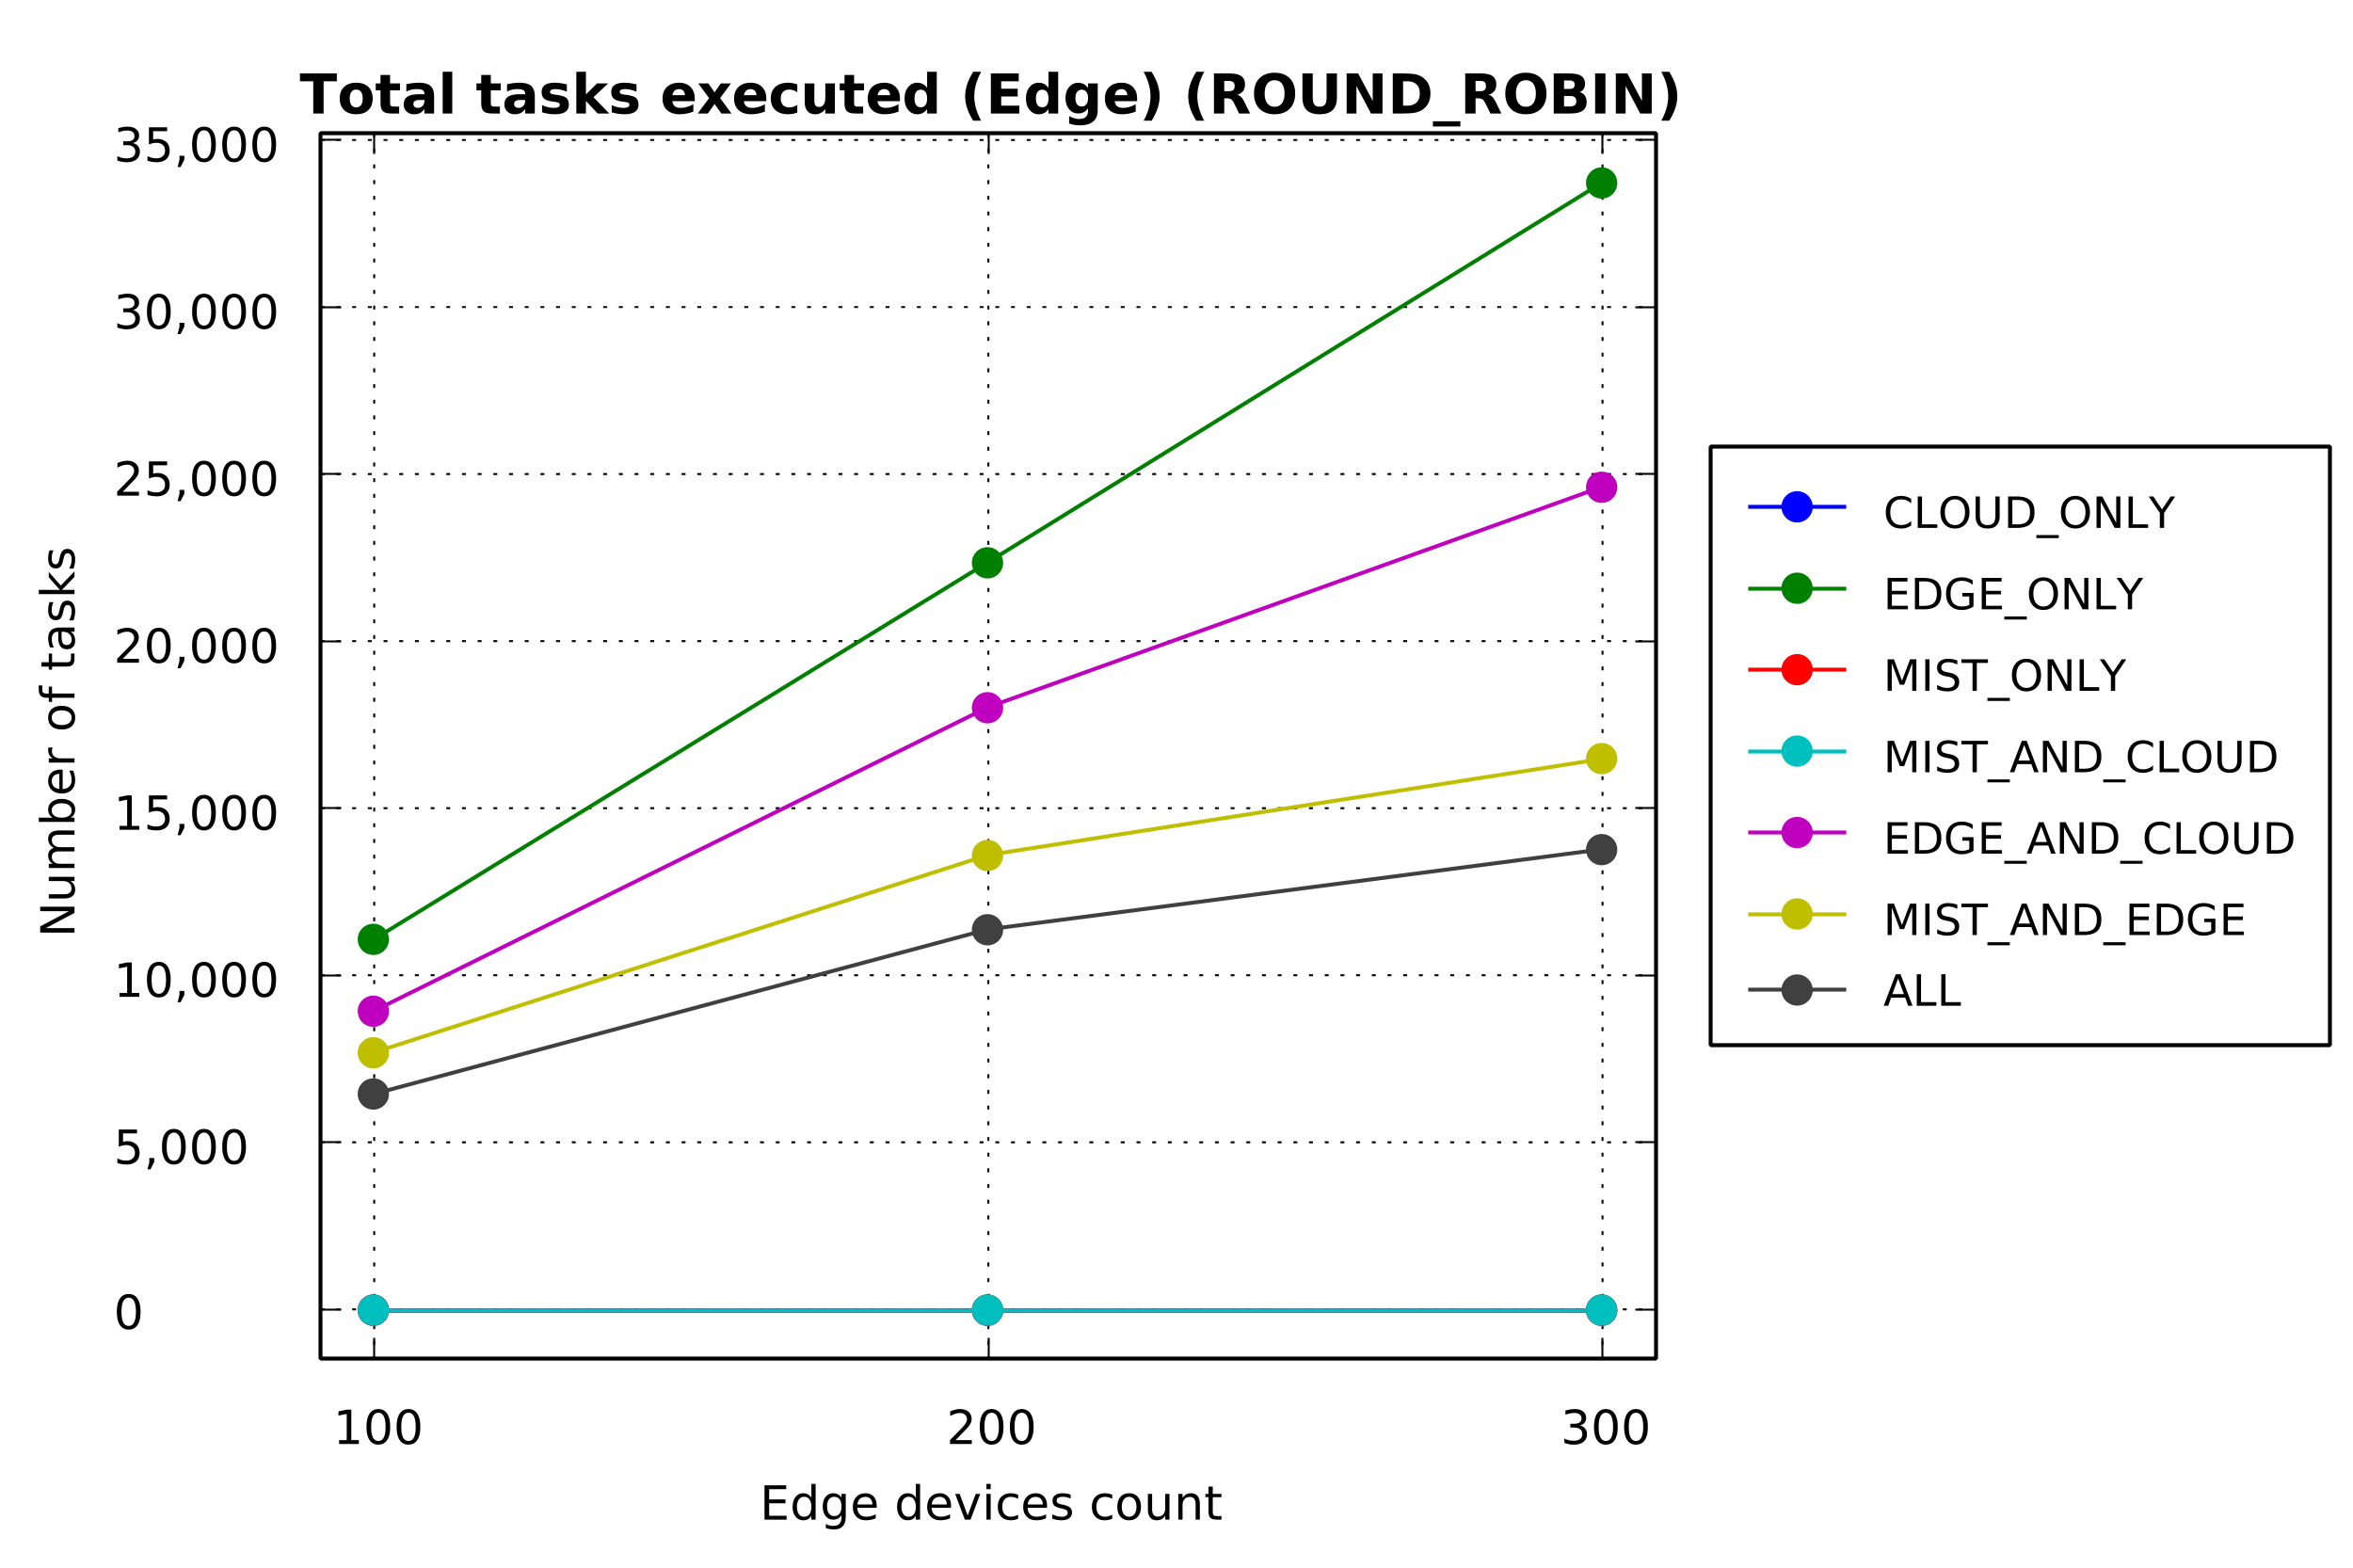 Total tasks executed (Edge) (ROUND_ROBIN)
35,000
30,000
25,000
20,000
15,000
10,000
5,000
0
Number of tasks
100
200
300
Edge devices count
CLOUD_ONLY
EDGE_ONLY
MIST_ONLY
MIST_AND_CLOUD
EDGE_AND_CLOUD
MIST_AND_EDGE
ALL